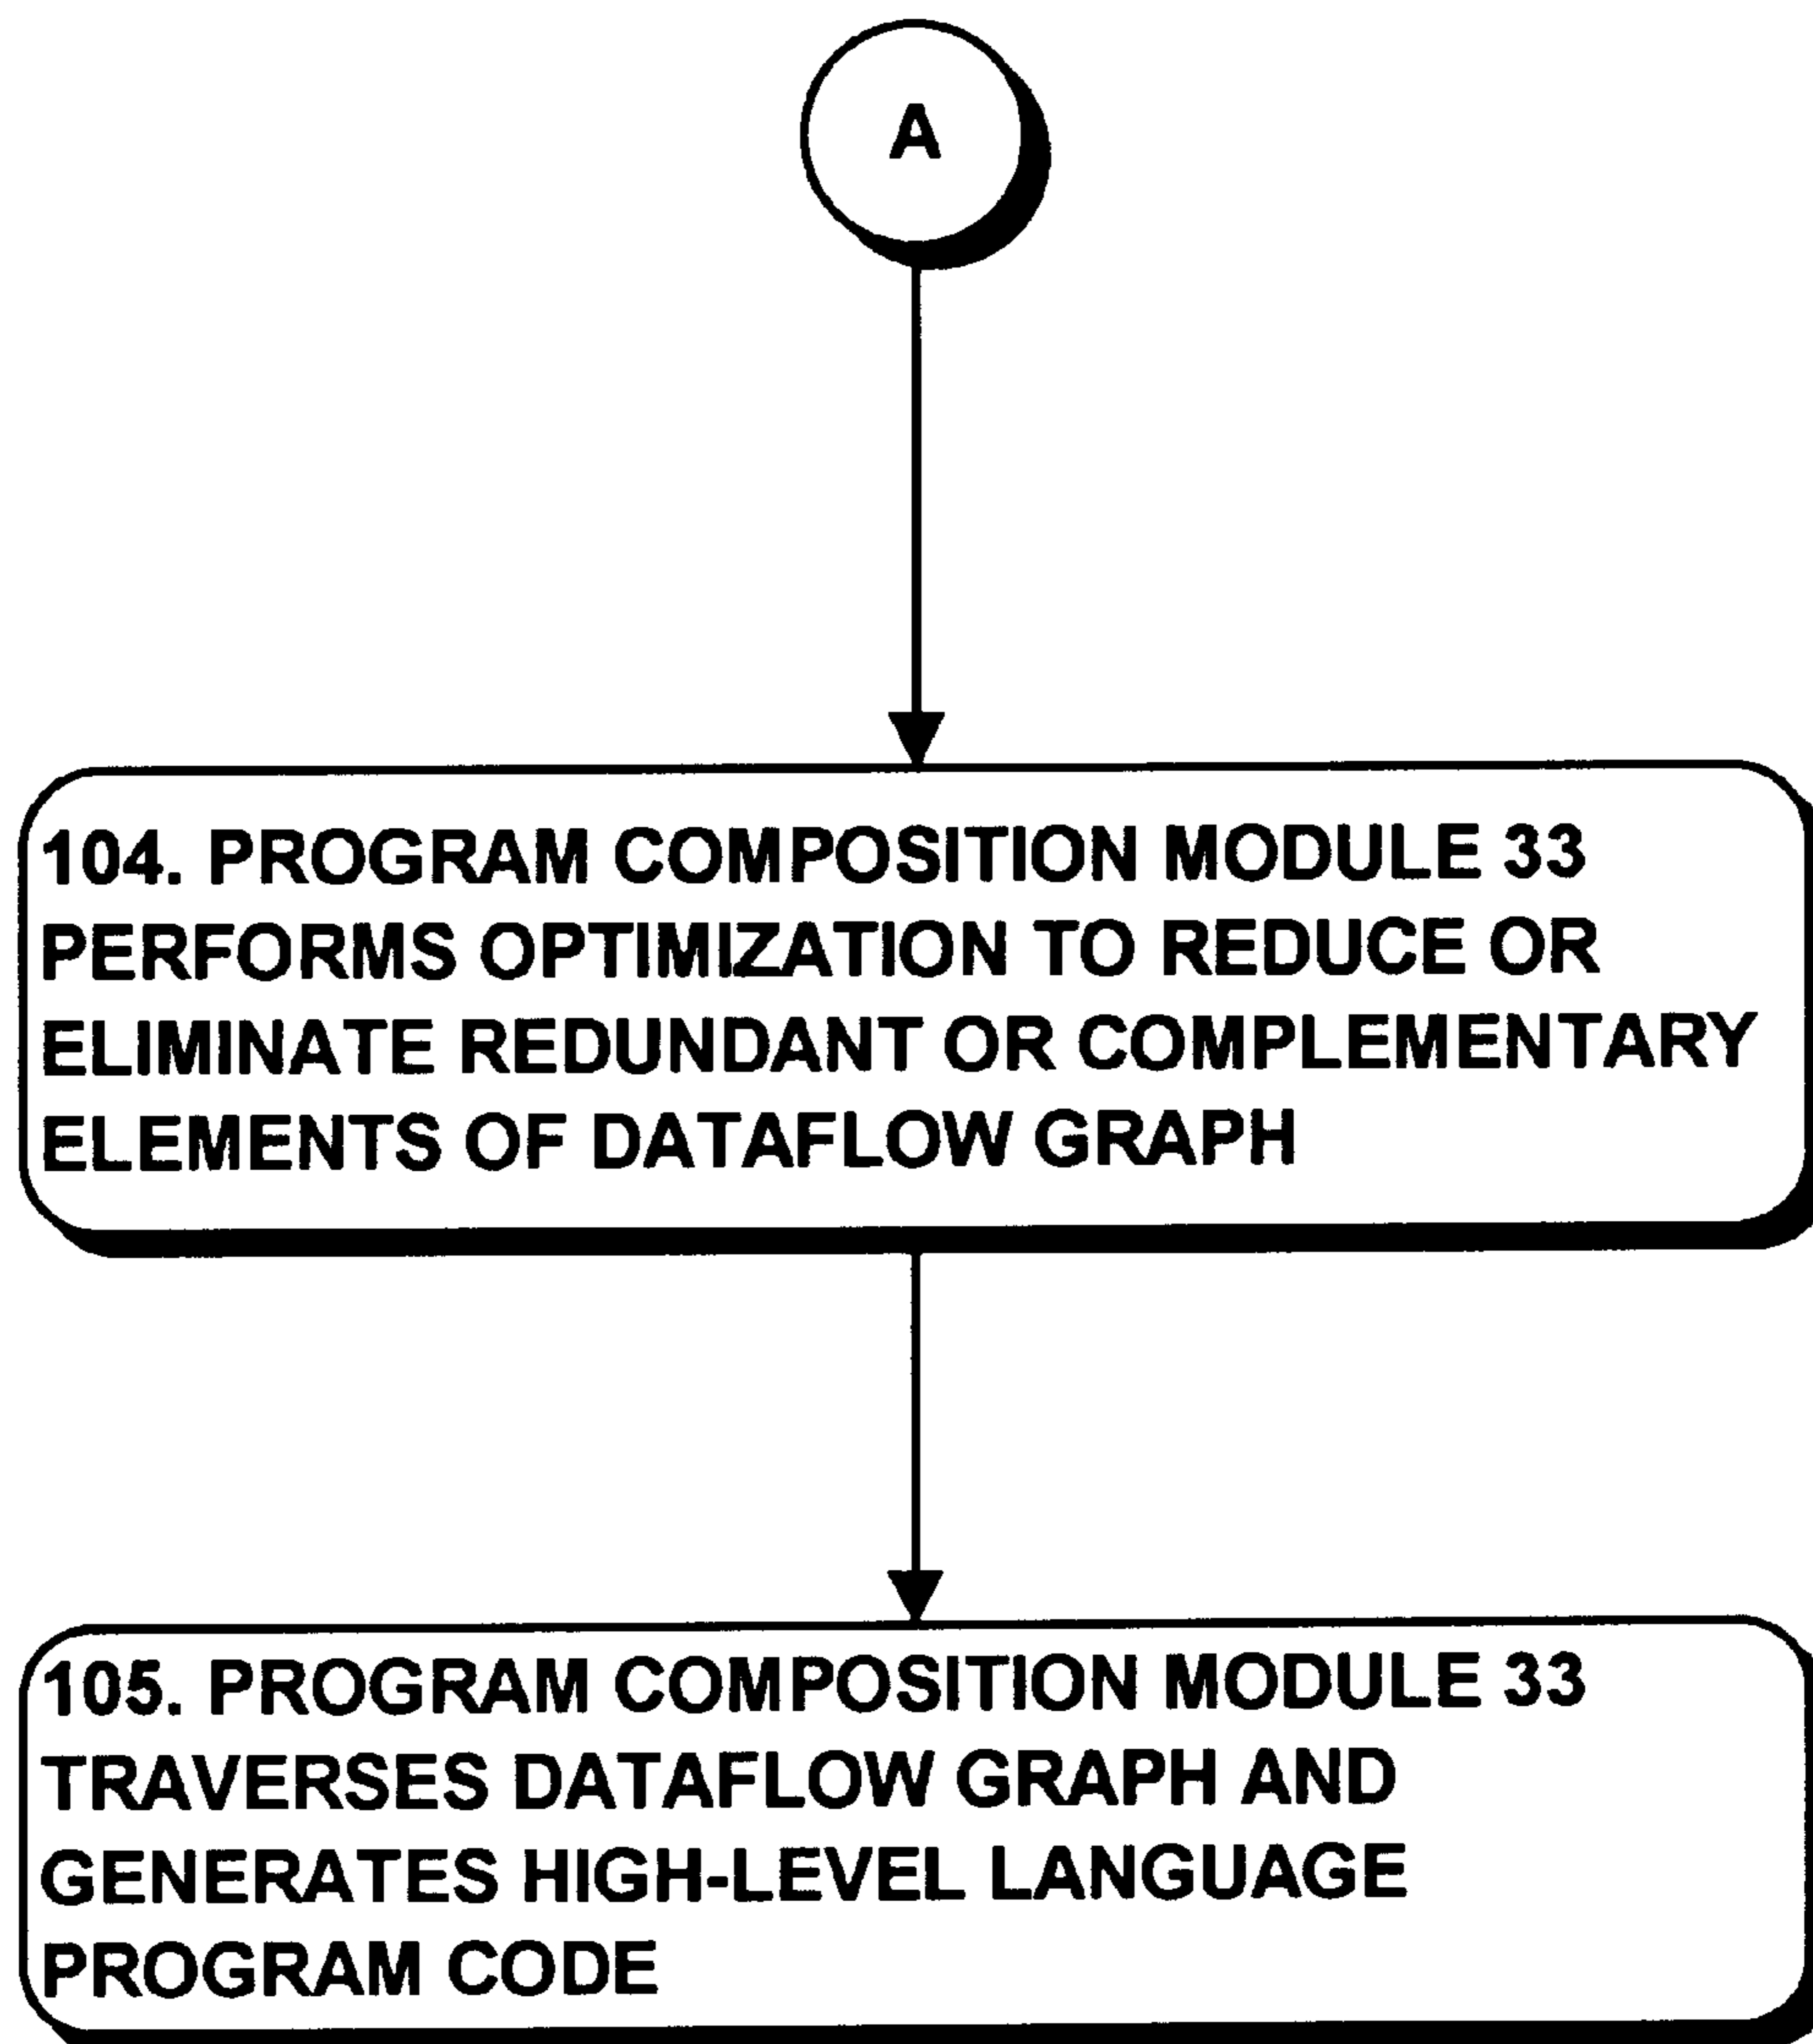 A
104. PROGRAM COMPOSITION MODULE 33
PERFORMS OPTIMIZATION TO REDUCE OR
ELIMINATE REDUNDANT OR COMPLEMENTARY
ELEMENTS OF DATAFLOW GRAPH
105. PROGRAM COMPOSITION MODULE 33
TRAVERSES DATAFLOW GRAPH AND
GENERATES HIGH-LEVEL LANGUAGE
PROGRAM CODE